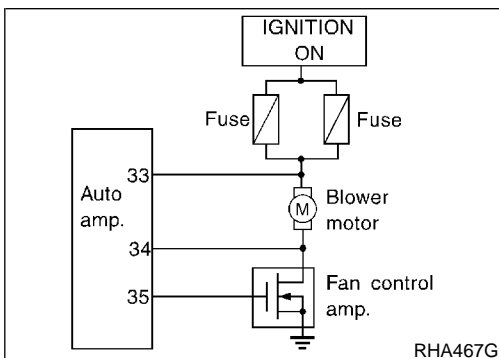 IGNITION
ON
Fuse
Fuse
33
Auto
amp.
Blower
motor
M
34
35
Fan control
amp.
RHA467G